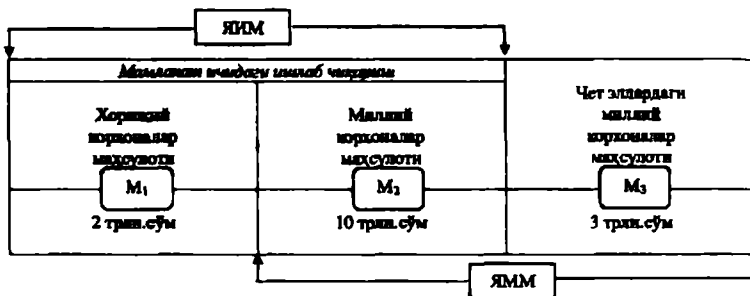 ЯИМ
Мамлакат ичидаги ишлаб чиқариш
Хорижий
корхоналар
маҳсулоти
M₁
2 трлн.сўм
Миллий
корхоналар
маҳсулоти
M₂
10 трлн.сўм
Чет эллардаги
миллий
корхоналар
маҳсулоти
M₃
3 трлн.сўм
ЯММ